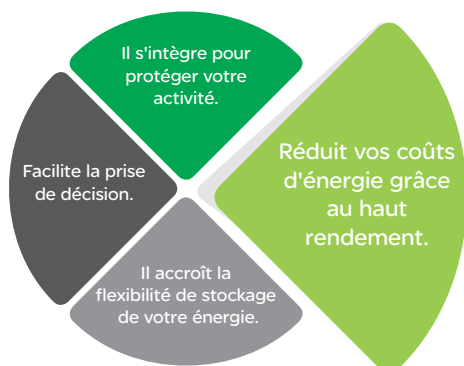 Il s'intègre pour
protéger votre
activité.
Réduit vos coûts
d'énergie grâce
au haut
rendement.
Facilite la prise
de décision.
Il accroît la
flexibilité de stockage
de votre énergie.